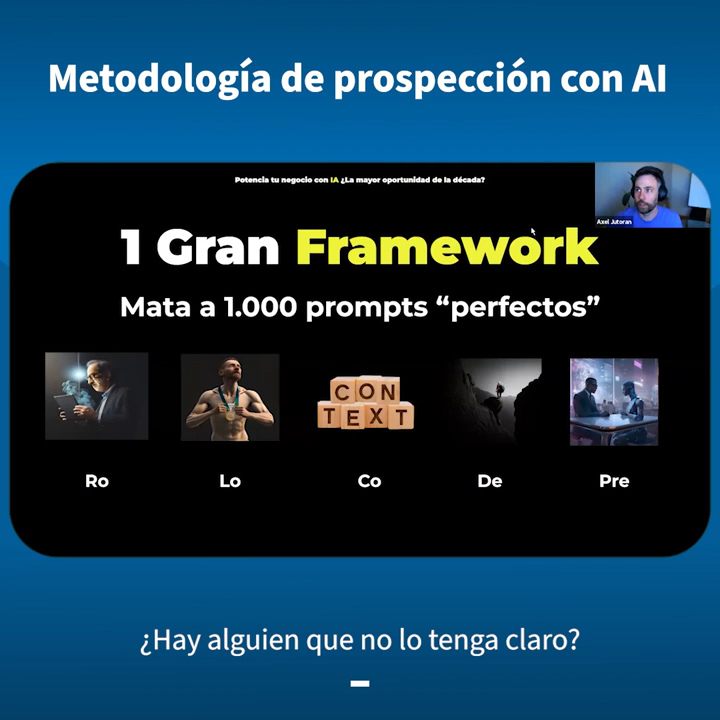 Metodología de prospección con AI
Potencia tu negocio con IA ¿La mayor oportunidad de la década?
Axel Jutoran
1 Gran Framework
Mata a 1.000 prompts “perfectos”
CON
TEXT
Ro
Lo
Co
De
Pre
¿Hay alguien que no lo tenga claro?